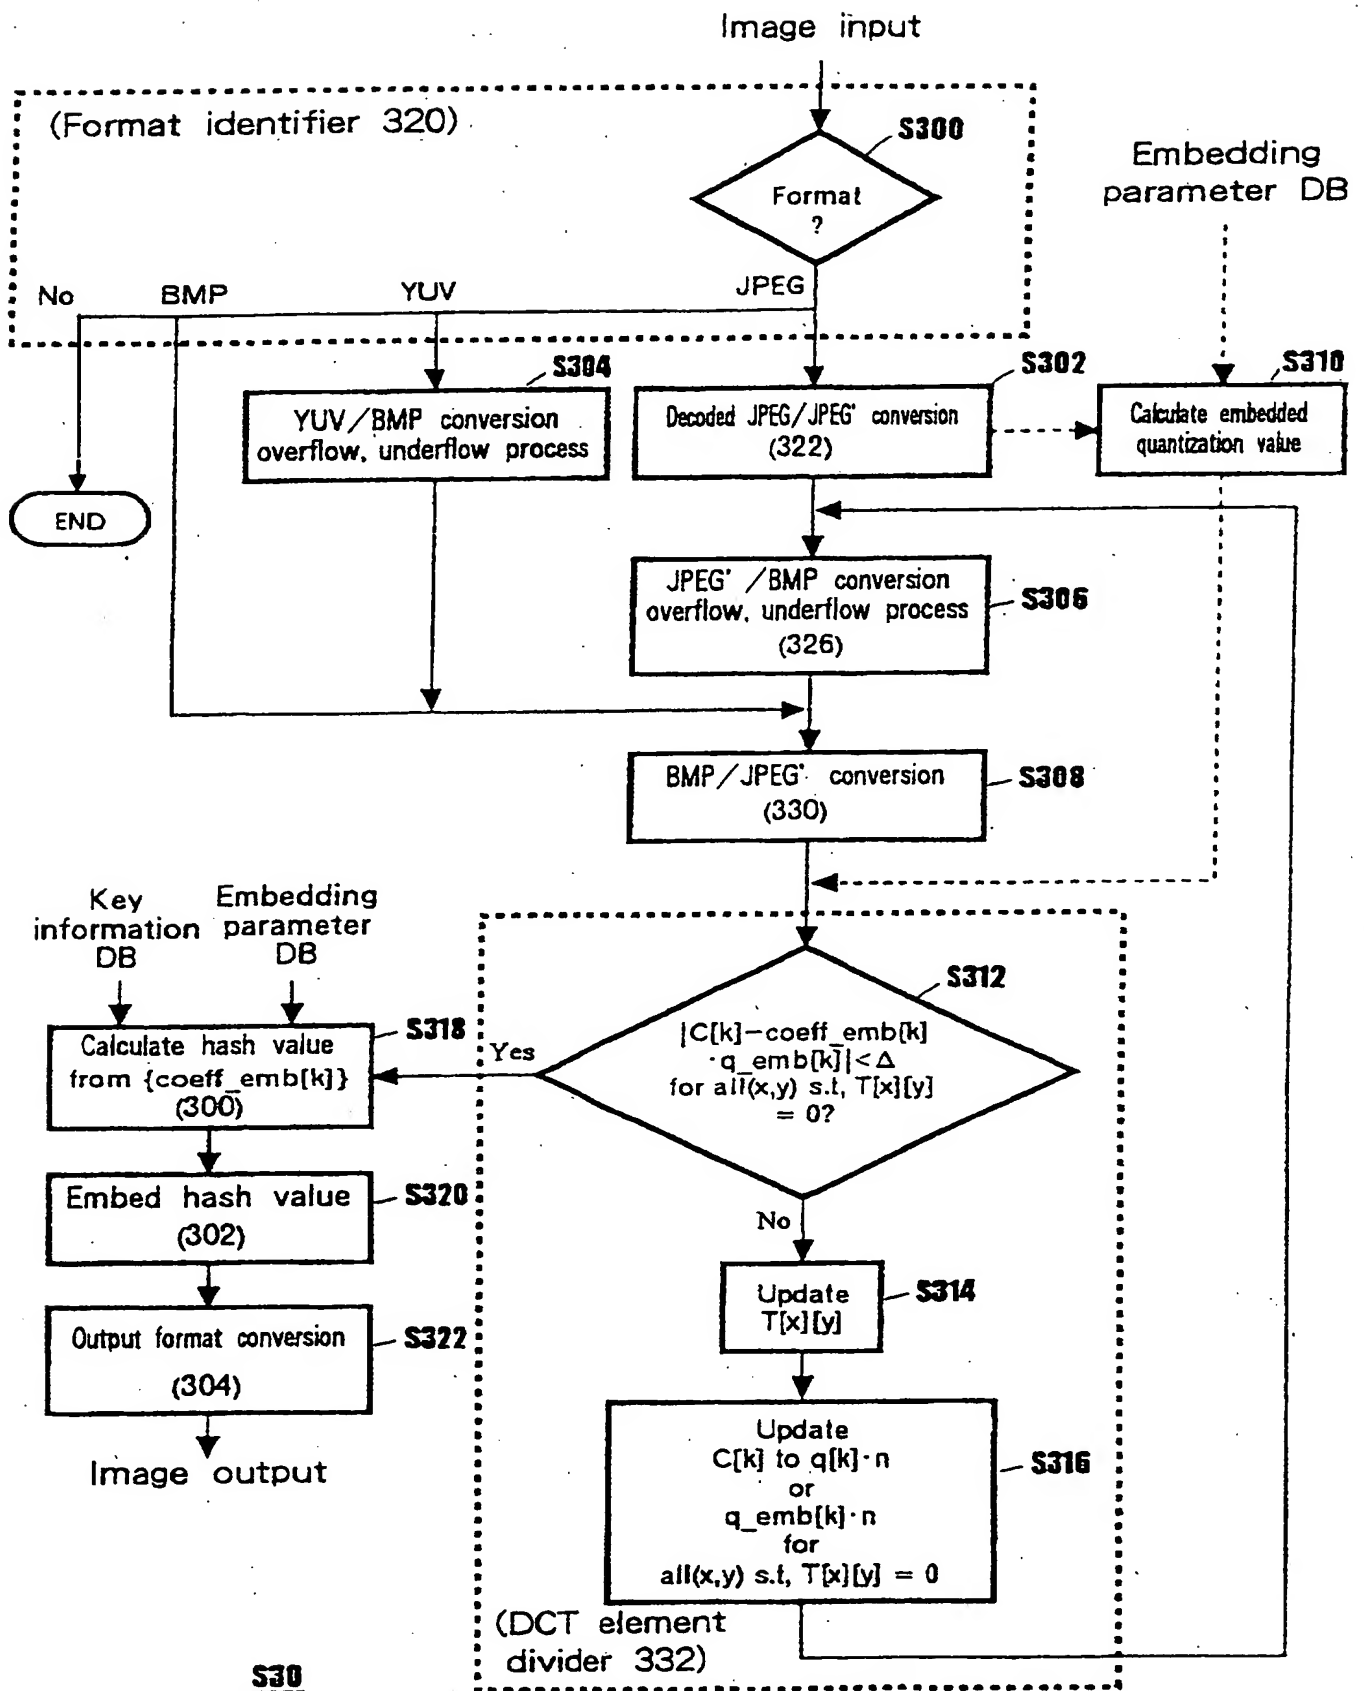 Image input
(Format identifier 320)
S300
Format
?
Embedding
parameter DB
No
BMP
YUV
JPEG
S304
YUV/BMP conversion
overflow, underflow process
S302
Decoded JPEG/JPEG' conversion
(322)
S310
Calculate embedded
quantization value
END
JPEG' /BMP conversion
overflow, underflow process
(326)
S306
BMP/JPEG' conversion
(330)
S308
Key
information
DB
Embedding
parameter
DB
S312
|C[k]-coeff_emb[k]
·q_emb[k]|<Δ
for all(x,y) s.t, T[x][y]
= 0?
Yes
S318
Calculate hash value
from {coeff_emb[k]}
(300)
Embed hash value
(302)
S320
No
Update
T[x][y]
S314
Output format conversion
(304)
S322
Image output
Update
C[k] to q[k]·n
or
q_emb[k]·n
for
all(x,y) s.t, T[x][y] = 0
S316
(DCT element
divider 332)
S30